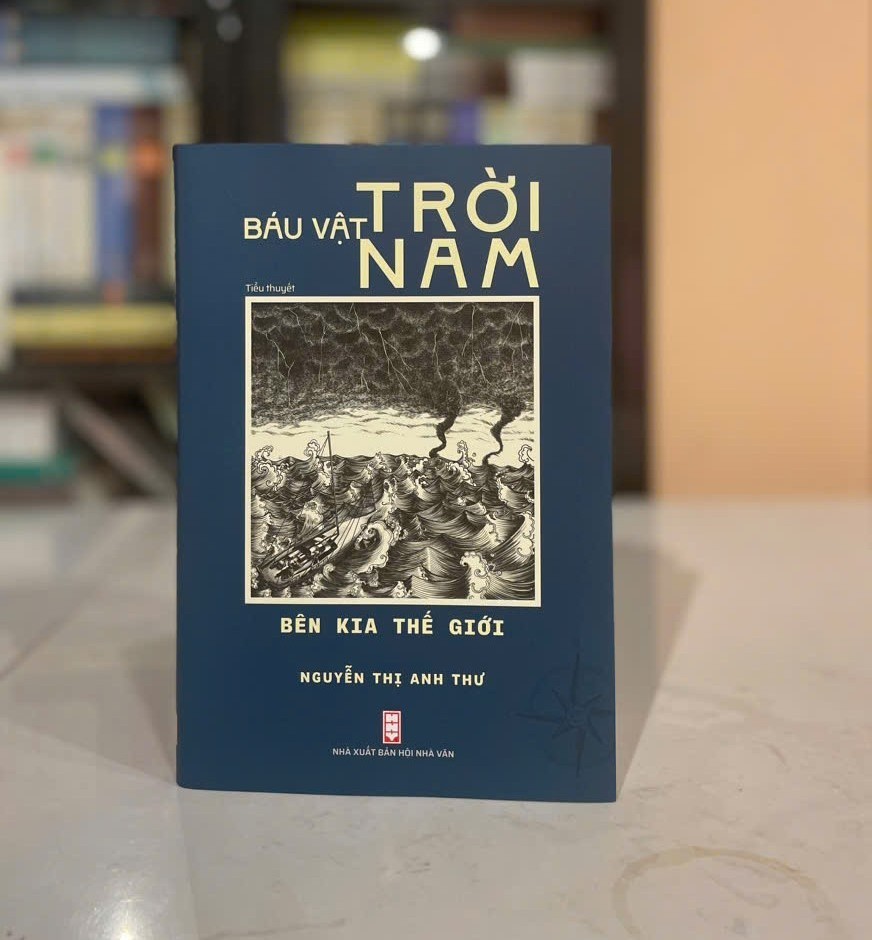 BÁU VẬT TRỜI
NAM
Tiểu thuyết
BÊN KIA THẾ GIỚI
NGUYỄN THỊ ANH THƯ
HNV
NHÀ XUẤT BẢN HỘI NHÀ VĂN